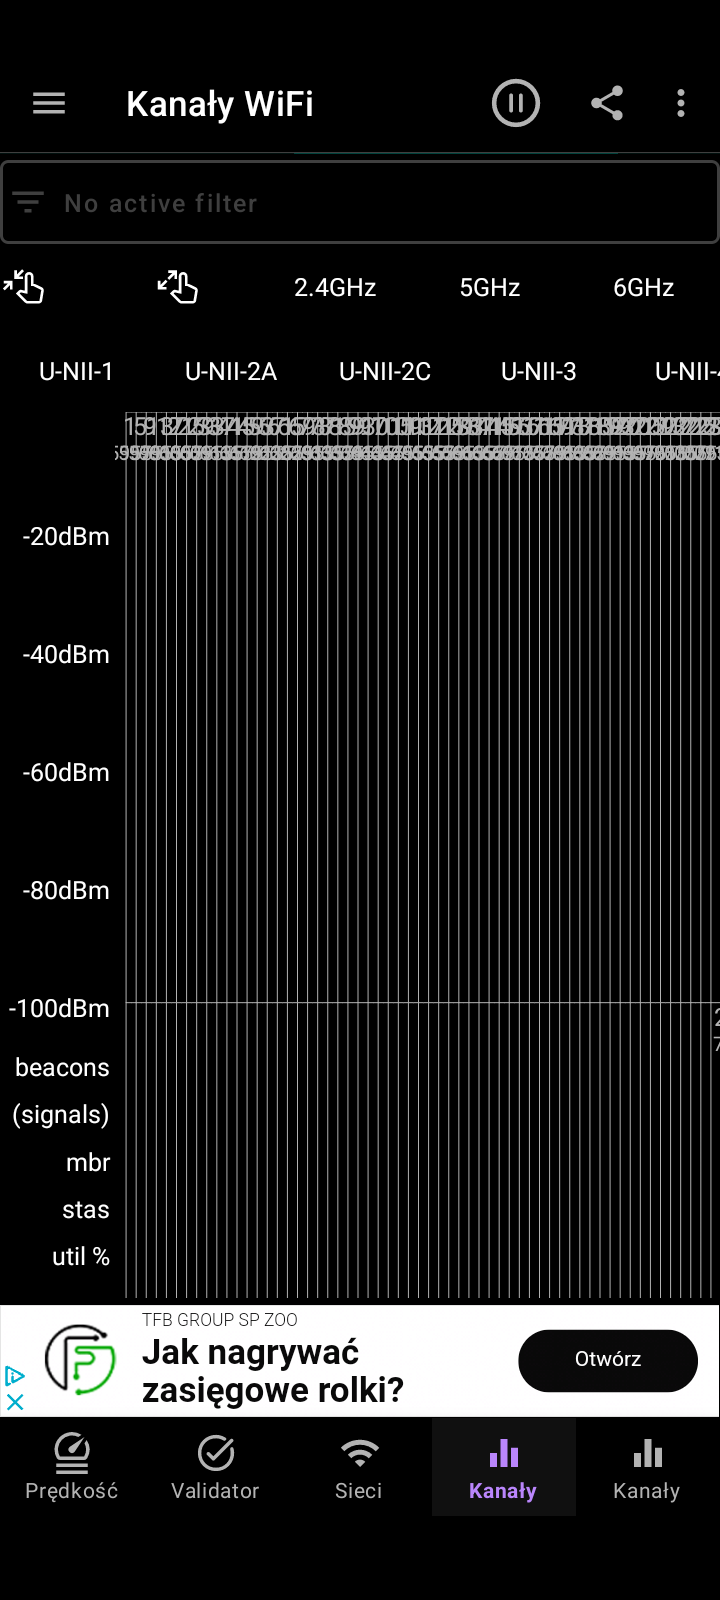 Kanały WiFi
No active filter
2.4GHz 5GHz 6GHz
U-NII-1 U-NII-2A U-NII-2C U-NII-3 U-NII-4
-20dBm
-40dBm
-60dBm
-80dBm
-100dBm
beacons
(signals)
mbr
stas
util %
TFB GROUP SP ZOO
Jak nagrywać
zasięgowe rolki?
Otwórz
Prędkość Validator Sieci Kanały Kanały